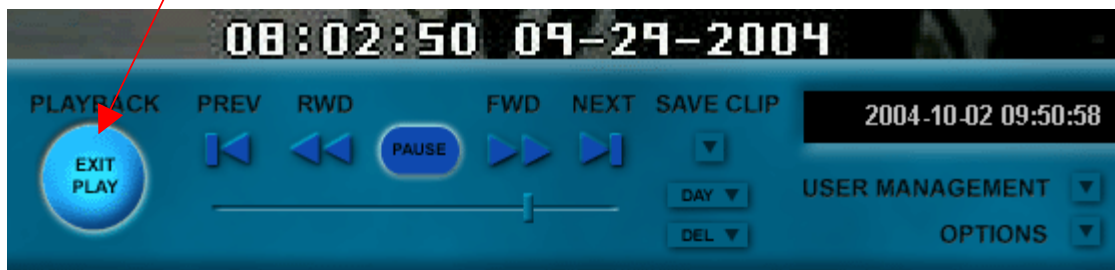 08:02:50 09-29-2004
PLAYBACK PREV RWD FWD NEXT SAVE CLIP
2004-10-02 09:50:58
EXIT PLAY
PAUSE
DAY
USER MANAGEMENT
DEL
OPTIONS